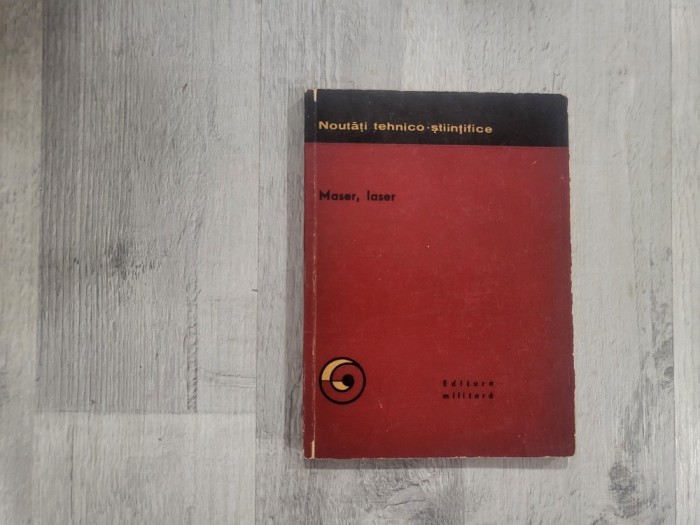 Noutăți tehnico-științifice
Maser, laser
Editura
militară